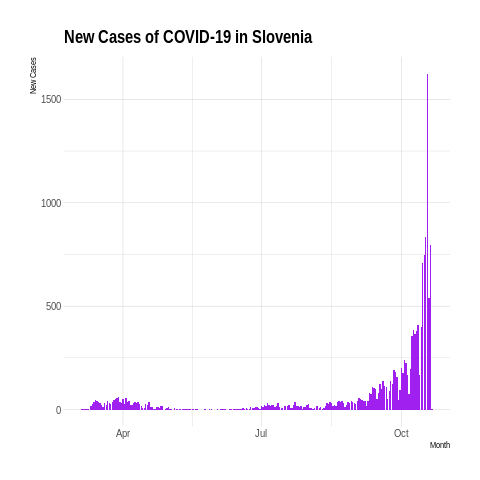 New Cases of COVID-19 in Slovenia
New Cases
1500
1000
500
0
Apr
Jul
Oct
Month